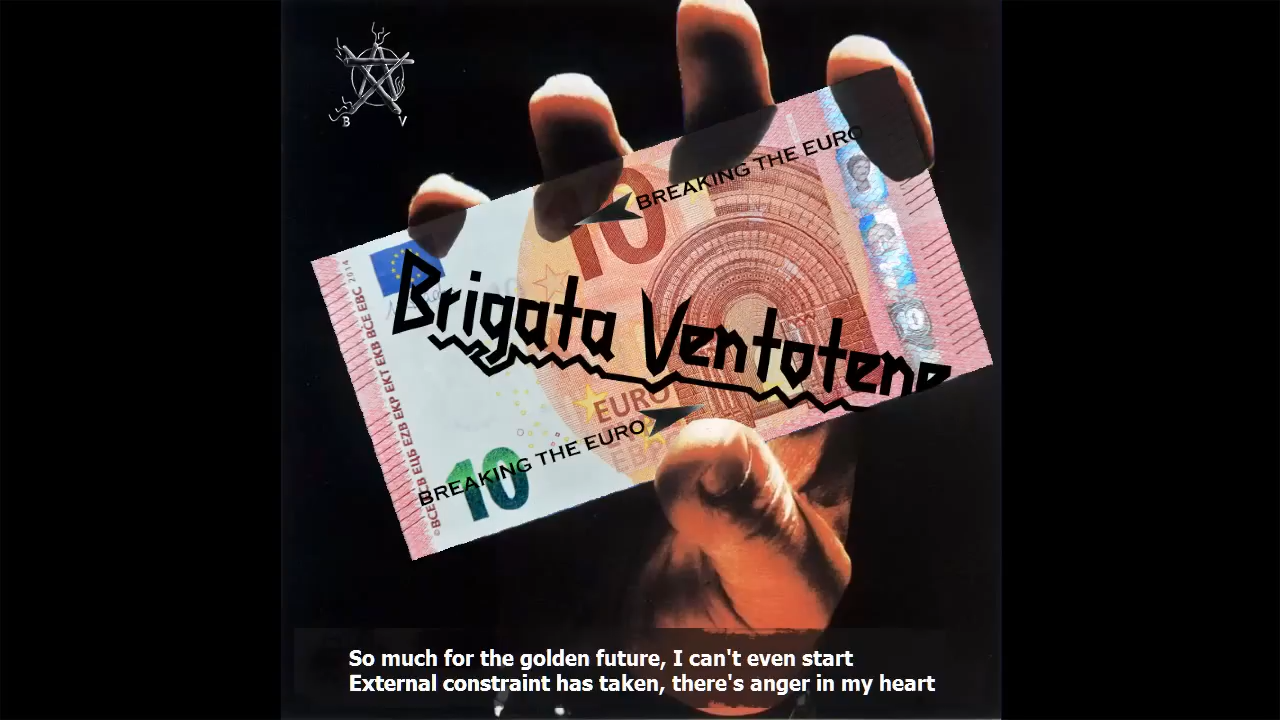 B V
BREAKING THE EURO
10
Brigata Ventotene
EURO
BREAKING THE EURO
10
2014
So much for the golden future, I can't even start
External constraint has taken, there's anger in my heart